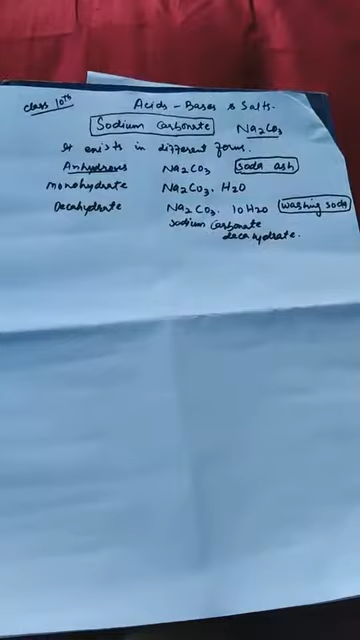 class 10th Acids - Bases & Salts.
Sodium Carbonate Na2CO3
It exists in different forms.
Anhydrous Na2CO3 soda ash
Monohydrate Na2CO3. H2O
Decahydrate Na2CO3. 10H2O washing soda
sodium carbonate
decahydrate.